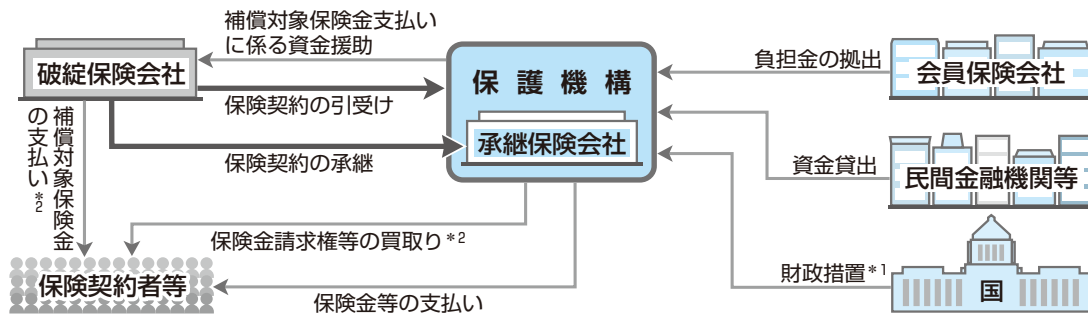 補償対象保険金支払い
に係る資金援助
破綻保険会社
保護機構
負担金の拠出
会員保険会社
保険契約の引受け
承継保険会社
保険契約の承継
資金貸出
民間金融機関等
補償対象保険金
の支払い*2
保険金請求権等の買取り*2
財政措置*1
国
保険契約者等
保険金等の支払い